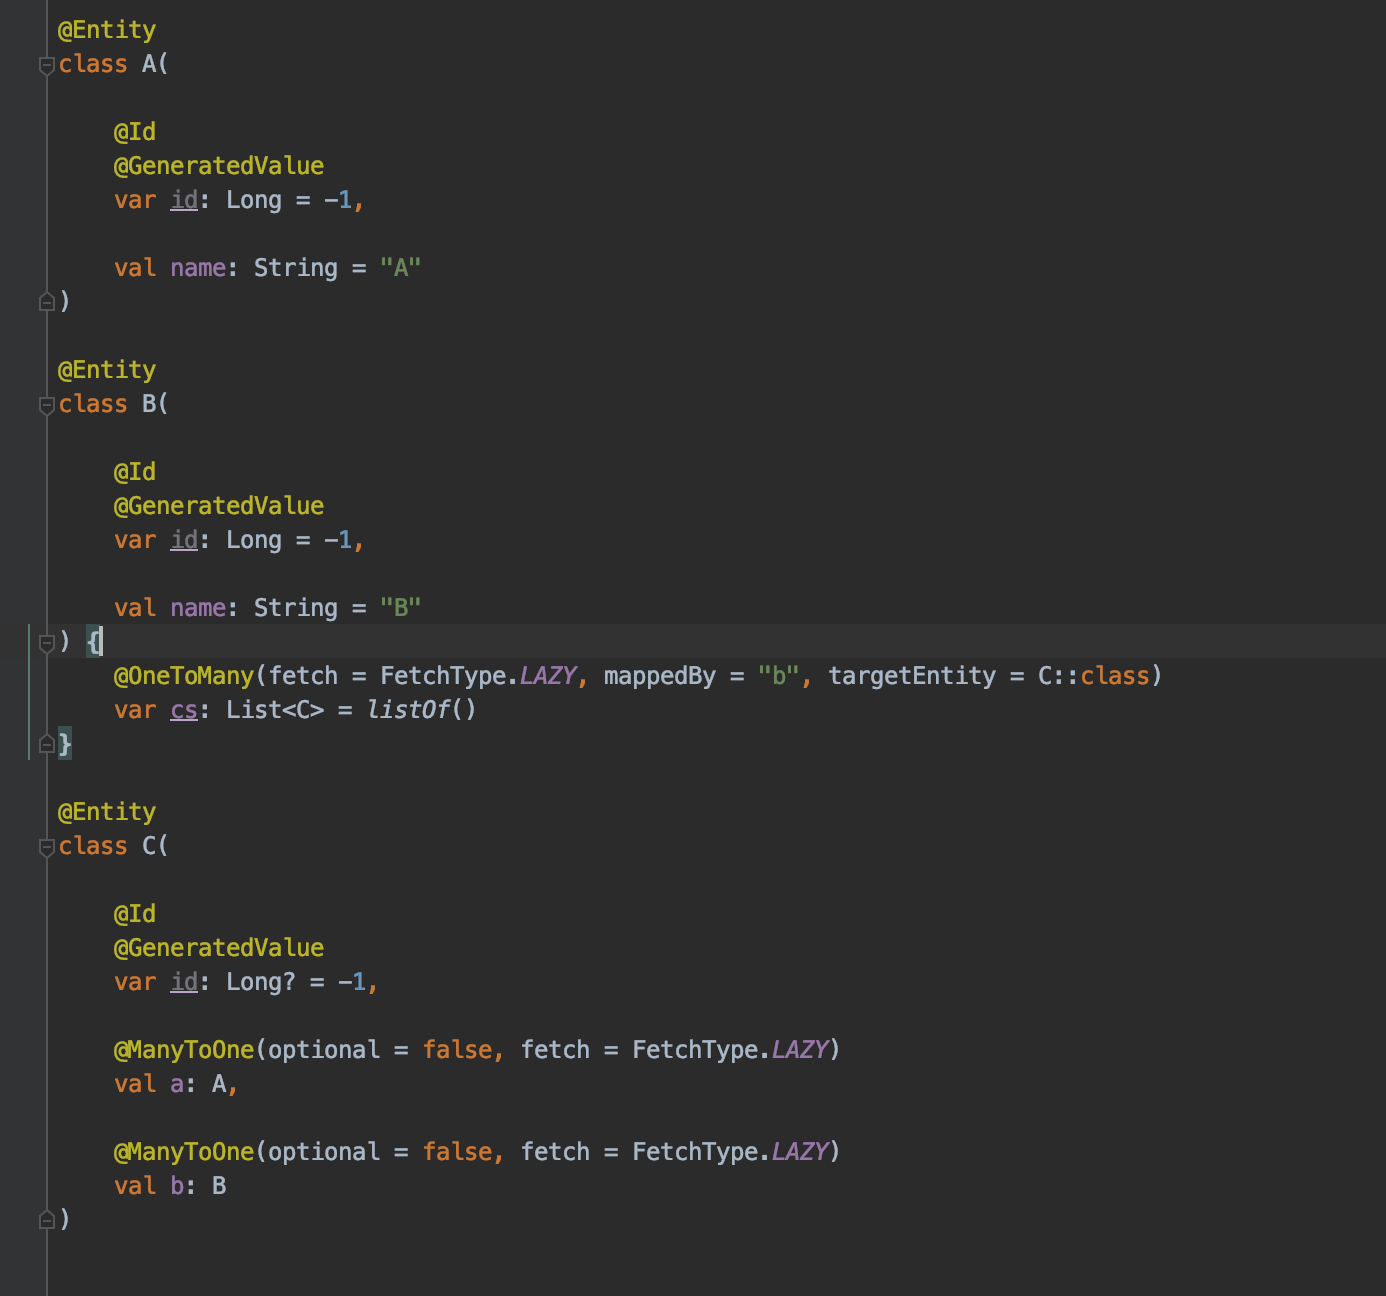 @Entity
class A(
@Id
@GeneratedValue
var id: Long = -1,
val name: String = "A"
)
@Entity
class B(
@Id
@GeneratedValue
var id: Long = -1,
val name: String = "B"
) {
@OneToMany(fetch = FetchType.LAZY, mappedBy = "b", targetEntity = C::class)
var cs: List<C> = listOf()
}
@Entity
class C(
@Id
@GeneratedValue
var id: Long? = -1,
@ManyToOne(optional = false, fetch = FetchType.LAZY)
val a: A,
@ManyToOne(optional = false, fetch = FetchType.LAZY)
val b: B
)